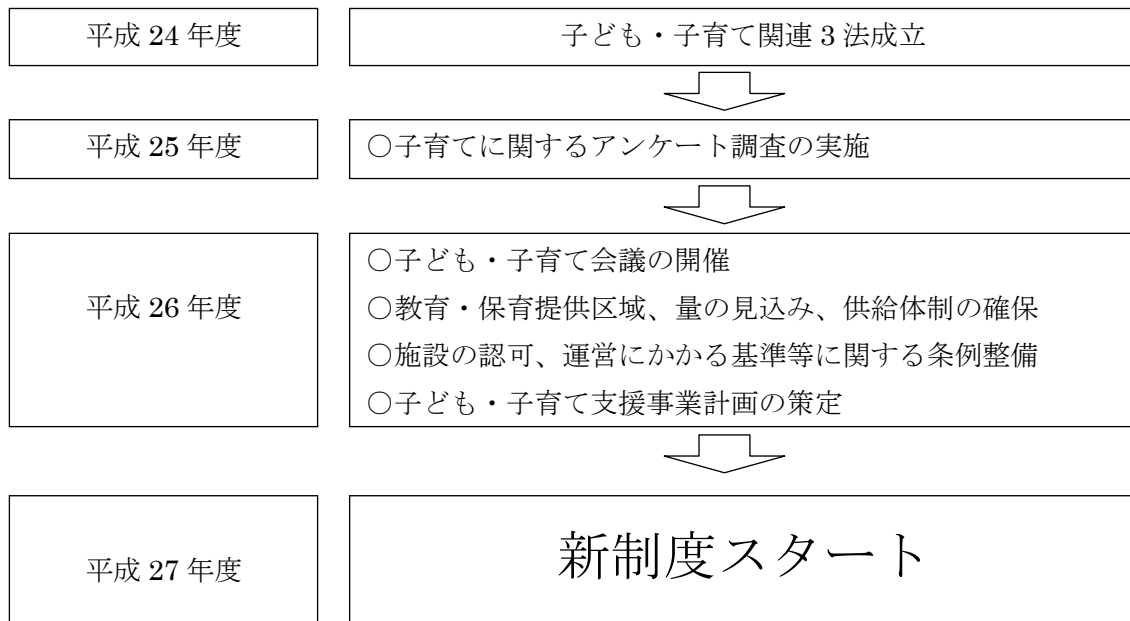 平成 24 年度
子ども・子育て関連 3 法成立
平成 25 年度
○子育てに関するアンケート調査の実施
平成 26 年度
○子ども・子育て会議の開催
○教育・保育提供区域、量の見込み、供給体制の確保
○施設の認可、運営にかかる基準等に関する条例整備
○子ども・子育て支援事業計画の策定
平成 27 年度
新制度スタート